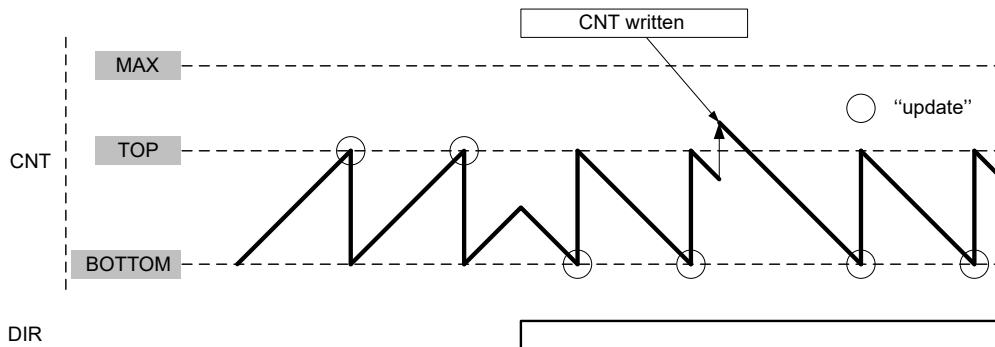 CNT written
MAX
‘‘update’’
CNT
TOP
BOTTOM
DIR